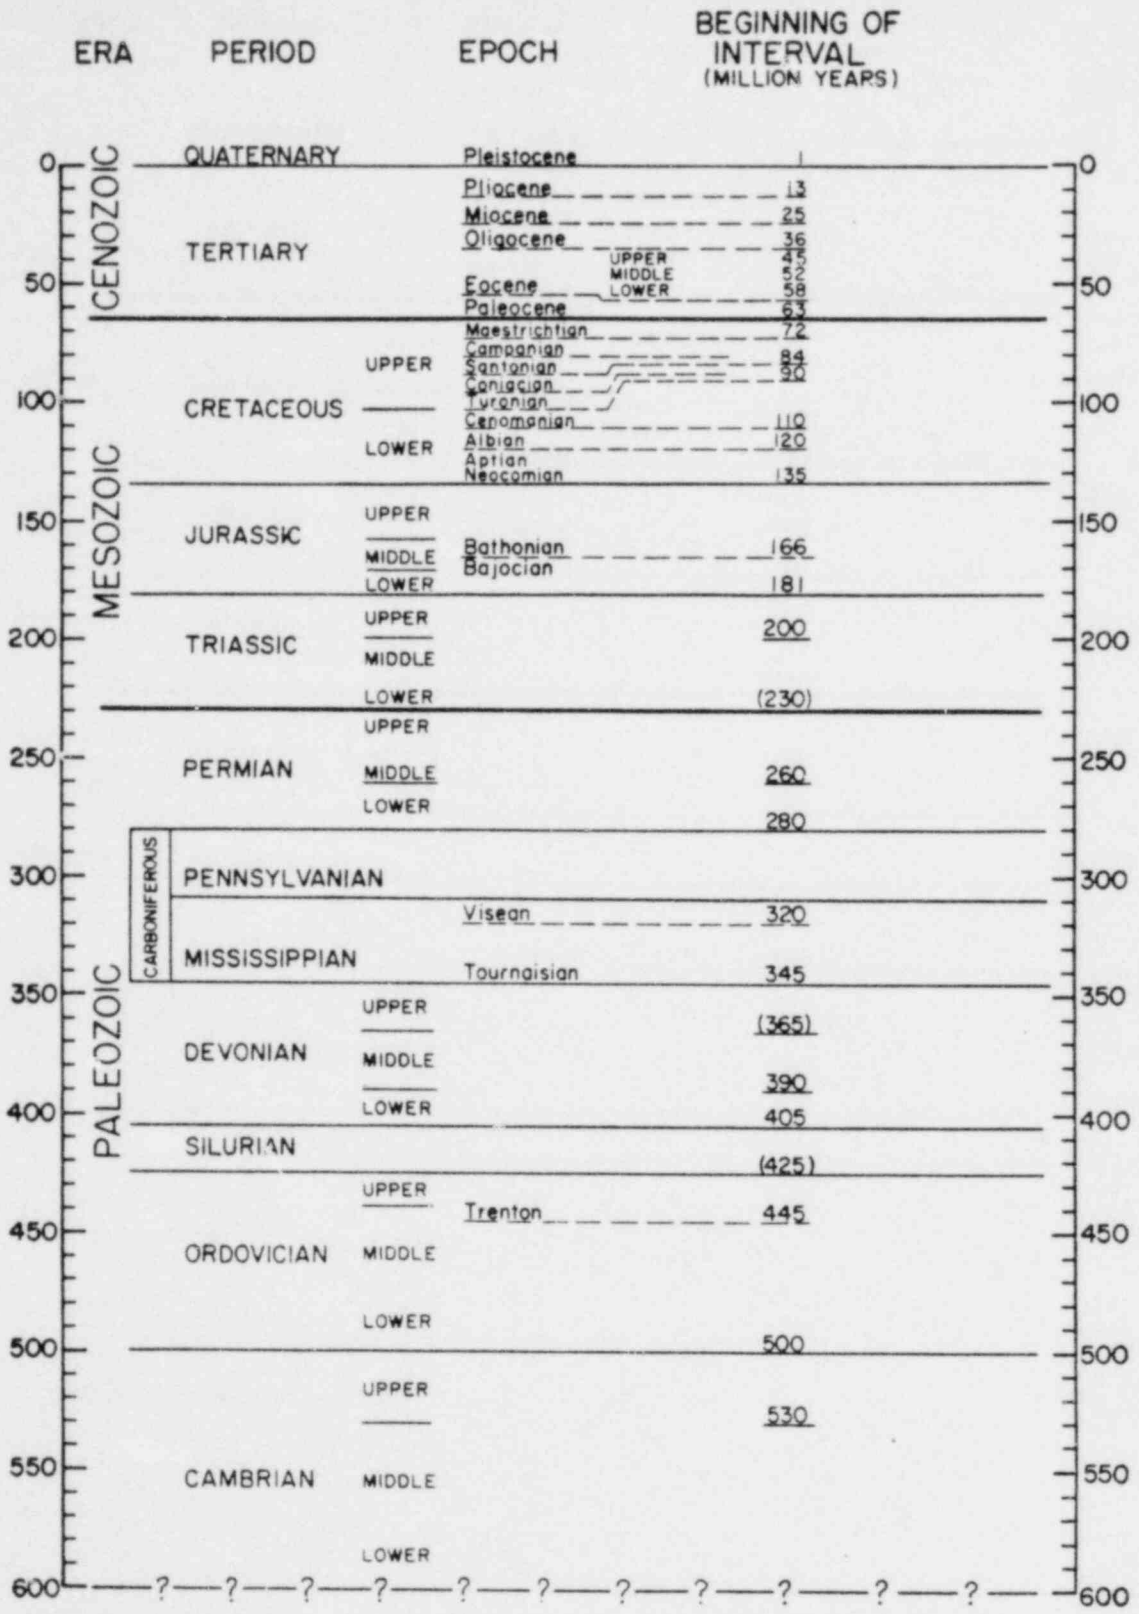 ERA PERIOD EPOCH BEGINNING OF
INTERVAL
(MILLION YEARS)
CENOZOIC
QUATERNARY Pleistocene 1
0 0
Pliocene 13
Miocene 25
Oligocene 36
TERTIARY UPPER 45
MIDDLE 52
50 Eocene LOWER 58 50
Paleocene 63
MESOZOIC
Maestrichtian 72
Campanian 84
UPPER Santonian 90
Coniacian
100 CRETACEOUS Turonian 100
Cenomanian 110
LOWER Albian 120
Aptian
Neocomian 135
UPPER
150 150
JURASSIC Bathonian 166
MIDDLE Bajocian
LOWER 181
UPPER 200
200 TRIASSIC 200
MIDDLE
LOWER (230)
PALEOZOIC
UPPER
250 250
PERMIAN MIDDLE 260
LOWER 280
CARBONIFEROUS
300 PENNSYLVANIAN 300
Visean 320
MISSISSIPPIAN Tournaisian 345
350 350
UPPER (365)
DEVONIAN MIDDLE 390
400 LOWER 405 400
SILURIAN (425)
UPPER Trenton 445
450 450
ORDOVICIAN MIDDLE
LOWER 500
500 500
UPPER 530
550 CAMBRIAN MIDDLE 550
LOWER
600 ? ? ? ? ? ? ? ? ? ? ? 600